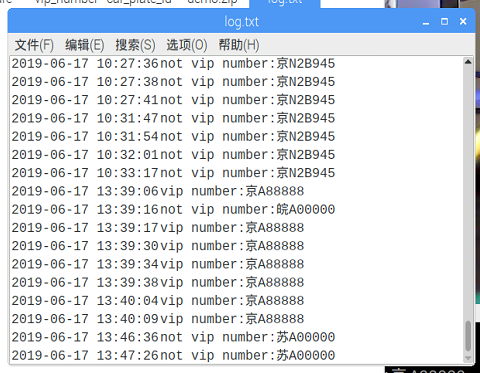 vip_number
car_plate_id
demo.zip
log.txt
log.txt
文件(F) 编辑(E) 搜索(S) 选项(O) 帮助(H)
2019-06-17 10:27:36not vip number:京N2B945
2019-06-17 10:27:38not vip number:京N2B945
2019-06-17 10:27:41not vip number:京N2B945
2019-06-17 10:31:47not vip number:京N2B945
2019-06-17 10:31:54not vip number:京N2B945
2019-06-17 10:32:01not vip number:京N2B945
2019-06-17 10:33:17not vip number:京N2B945
2019-06-17 13:39:06vip number:京A88888
2019-06-17 13:39:16not vip number:皖A00000
2019-06-17 13:39:17vip number:京A88888
2019-06-17 13:39:30vip number:京A88888
2019-06-17 13:39:34vip number:京A88888
2019-06-17 13:39:38vip number:京A88888
2019-06-17 13:40:04vip number:京A88888
2019-06-17 13:40:09vip number:京A88888
2019-06-17 13:46:36not vip number:苏A00000
2019-06-17 13:47:26not vip number:苏A00000